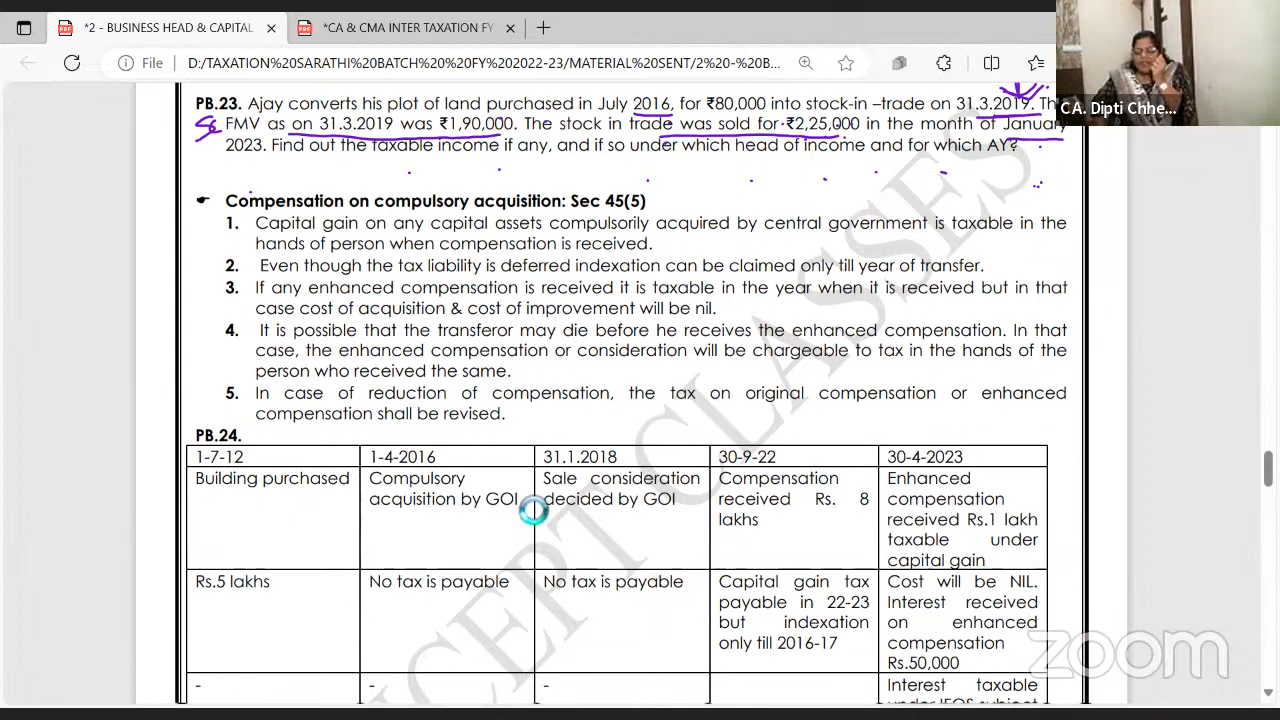 *2 - BUSINESS HEAD & CAPITAL
*CA & CMA INTER TAXATION FY
File
D:/TAXATION%20SARATHI%20BATCH%20%20FY%202022-23/MATERIAL%20SENT/2%20-%20B...
C.A. Dipti Chhe...
PB.23. Ajay converts his plot of land purchased in July 2016, for ₹80,000 into stock-in –trade on 31.3.2019. Th
FMV as on 31.3.2019 was ₹1,90,000. The stock in trade was sold for ₹2,25,000 in the month of January
2023. Find out the taxable income if any, and if so under which head of income and for which AY?
Compensation on compulsory acquisition: Sec 45(5)
1. Capital gain on any capital assets compulsorily acquired by central government is taxable in the
hands of person when compensation is received.
2. Even though the tax liability is deferred indexation can be claimed only till year of transfer.
3. If any enhanced compensation is received it is taxable in the year when it is received but in that
case cost of acquisition & cost of improvement will be nil.
4. It is possible that the transferor may die before he receives the enhanced compensation. In that
case, the enhanced compensation or consideration will be chargeable to tax in the hands of the
person who received the same.
5. In case of reduction of compensation, the tax on original compensation or enhanced
compensation shall be revised.
PB.24.
1-7-12
1-4-2016
31.1.2018
30-9-22
30-4-2023
Building purchased
Compulsory
acquisition by GOI
Sale consideration
decided by GOI
Compensation
received Rs. 8
lakhs
Enhanced
compensation
received Rs.1 lakh
taxable under
capital gain
Rs.5 lakhs
No tax is payable
No tax is payable
Capital gain tax
payable in 22-23
but indexation
only till 2016-17
Cost will be NIL.
Interest received
on enhanced
compensation
Rs.50,000
-
-
-
Interest taxable
under IFOS subject
CEPT CLASSES
zoom